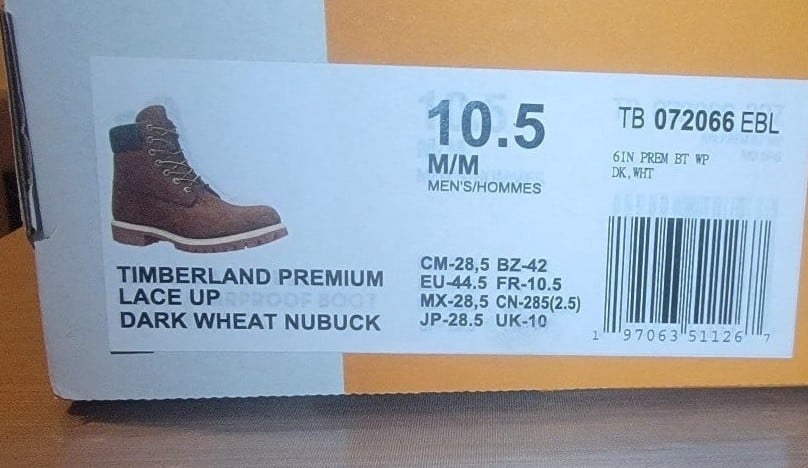 10.5
M/M
MEN'S/HOMMES
TB 072066 EBL
6IN PREM BT WP
DK,WHT
TIMBERLAND PREMIUM
LACE UP
DARK WHEAT NUBUCK
CM-28,5 BZ-42
EU-44.5 FR-10.5
MX-28,5 CN-285(2.5)
JP-28.5 UK-10
1 97063 51126 7